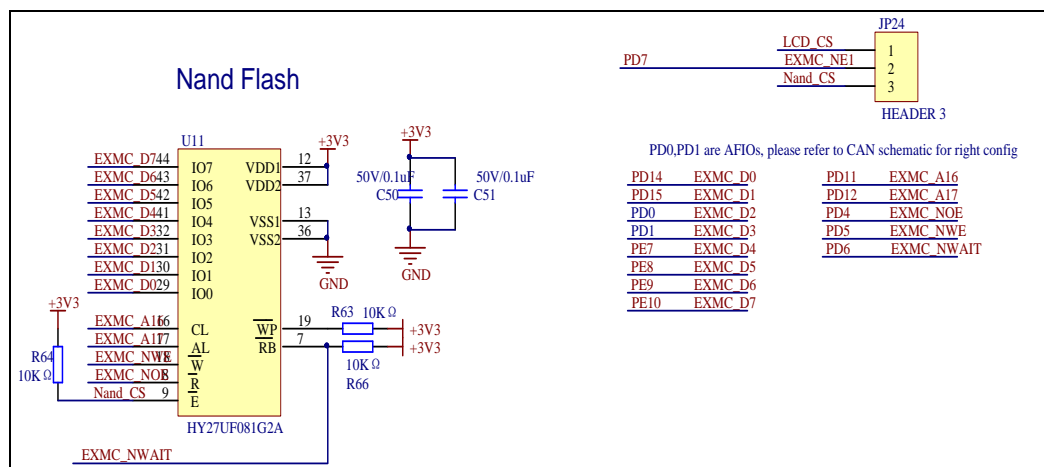 JP24
LCD_CS 1
PD7 EXMC_NE1 2
Nand_CS 3
HEADER 3
Nand Flash
U11
EXMC_D7 44 IO7 VDD1 12 +3V3
EXMC_D6 43 IO6 VDD2 37
EXMC_D5 42 IO5
EXMC_D4 41 IO4 VSS1 13
EXMC_D3 32 IO3 VSS2 36
EXMC_D2 31 IO2
EXMC_D1 30 IO1 GND
EXMC_D0 29 IO0
+3V3
50V/0.1uF 50V/0.1uF
C50 C51
GND
PD0,PD1 are AFIOs, please refer to CAN schematic for right config
PD14 EXMC_D0 PD11 EXMC_A16
PD15 EXMC_D1 PD12 EXMC_A17
PD0 EXMC_D2 PD4 EXMC_NOE
PD1 EXMC_D3 PD5 EXMC_NWE
PE7 EXMC_D4 PD6 EXMC_NWAIT
PE8 EXMC_D5
PE9 EXMC_D6
PE10 EXMC_D7
+3V3
EXMC_A16 16 CL WP 19 R63 10KΩ +3V3
EXMC_A17 17 AL RB 7 +3V3
R64 EXMC_NWE 18 W 10KΩ
10KΩ EXMC_NOE 8 R R66
Nand_CS 9 E
HY27UF081G2A
EXMC_NWAIT